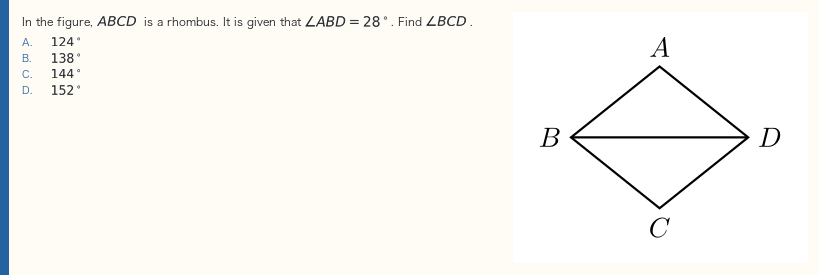 In the figure, ABCD is a rhombus. It is given that ∠ABD = 28°. Find ∠BCD.
A. 124°
B. 138°
C. 144°
D. 152°
A
B
D
C